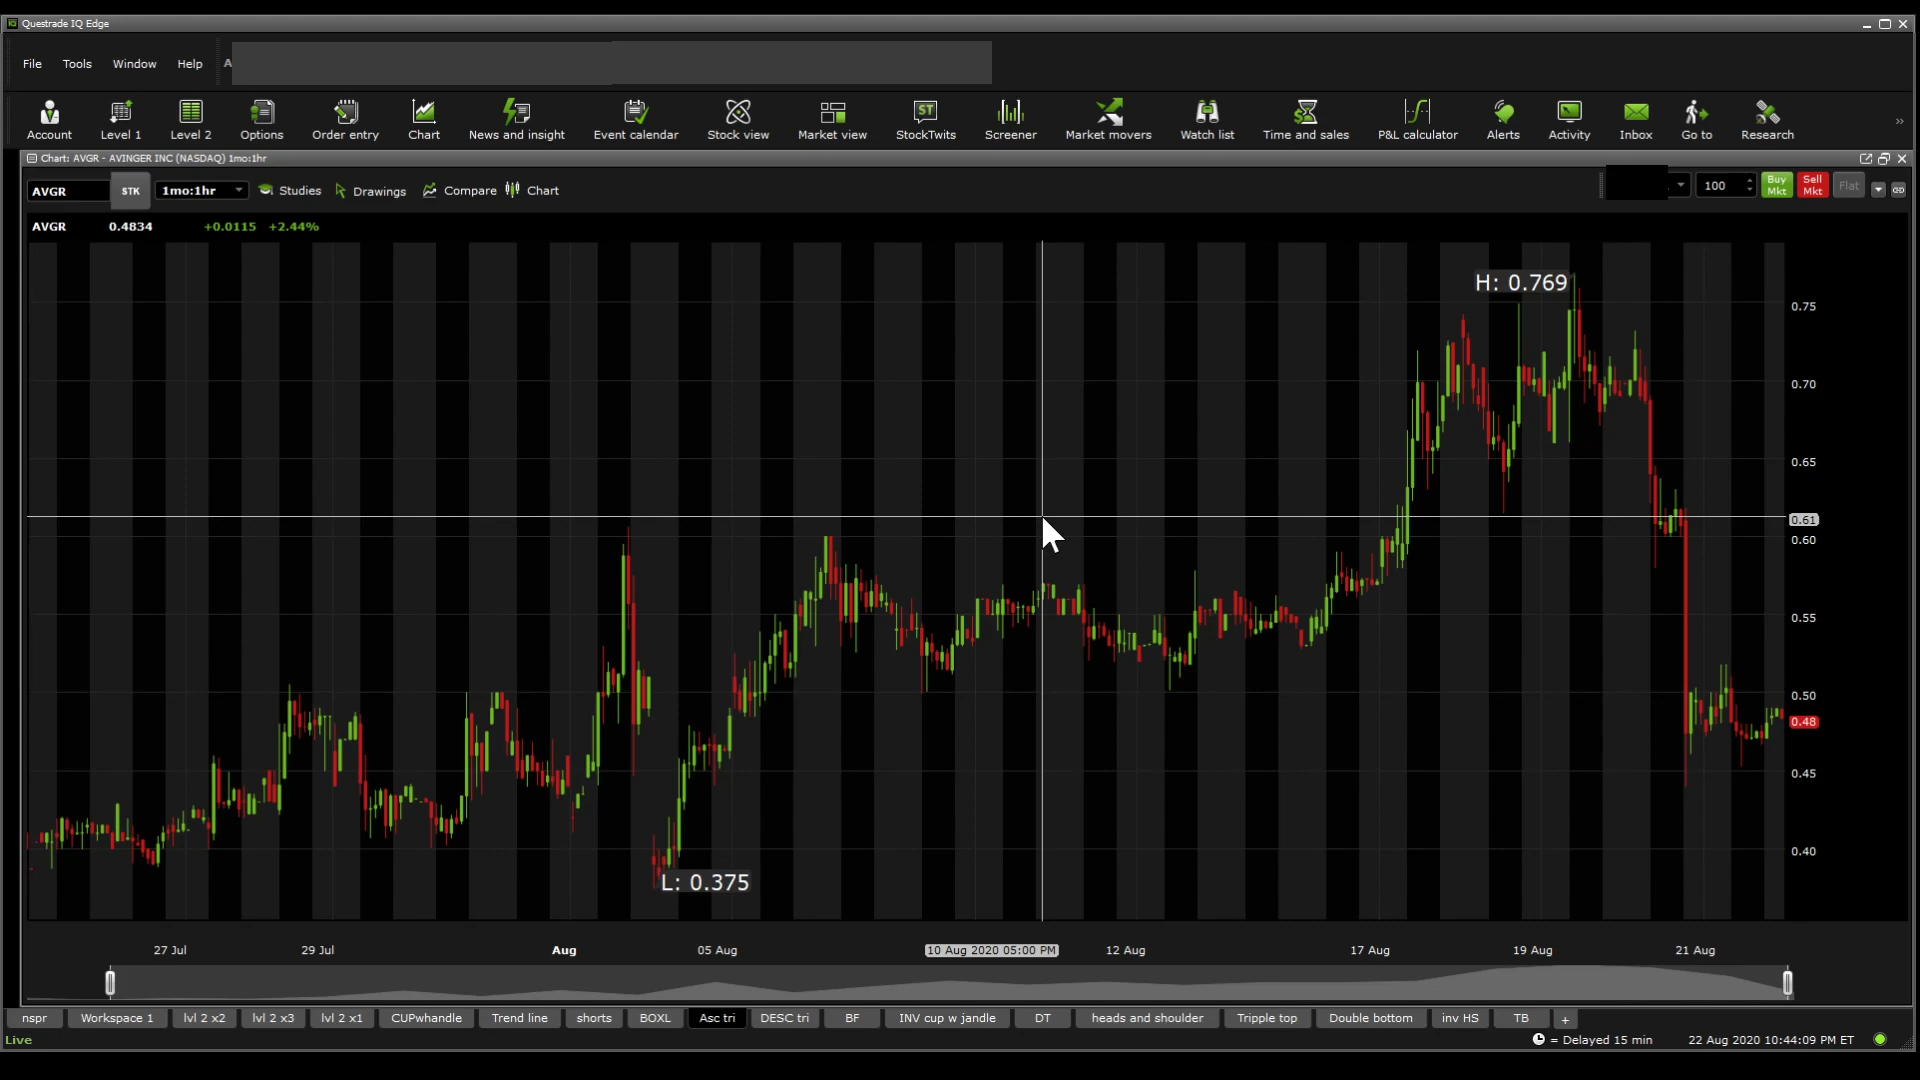 Questrade IQ Edge
File Tools Window Help A
Account Level 1 Level 2 Options Order entry Chart News and insight Event calendar Stock view Market view StockTwits Screener Market movers Watch list Time and sales P&L calculator Alerts Activity Inbox Go to Research
Chart: AVGR - AVINGER INC (NASDAQ) 1mo:1hr
AVGR STK 1mo:1hr Studies Drawings Compare Chart 100 Buy Mkt Sell Mkt Flat
AVGR 0.4834 +0.0115 +2.44%
H: 0.769
0.75
0.70
0.65
0.61
0.60
0.55
0.50
0.48
0.45
0.40
L: 0.375
27 Jul 29 Jul Aug 05 Aug 10 Aug 2020 05:00 PM 12 Aug 17 Aug 19 Aug 21 Aug
nspr Workspace 1 lvl 2 x2 lvl 2 x3 lvl 2 x1 CUPwhandle Trend line shorts BOXL Asc tri DESC tri BF INV cup w jandle DT heads and shoulder Tripple top Double bottom inv HS TB +
Live = Delayed 15 min 22 Aug 2020 10:44:09 PM ET